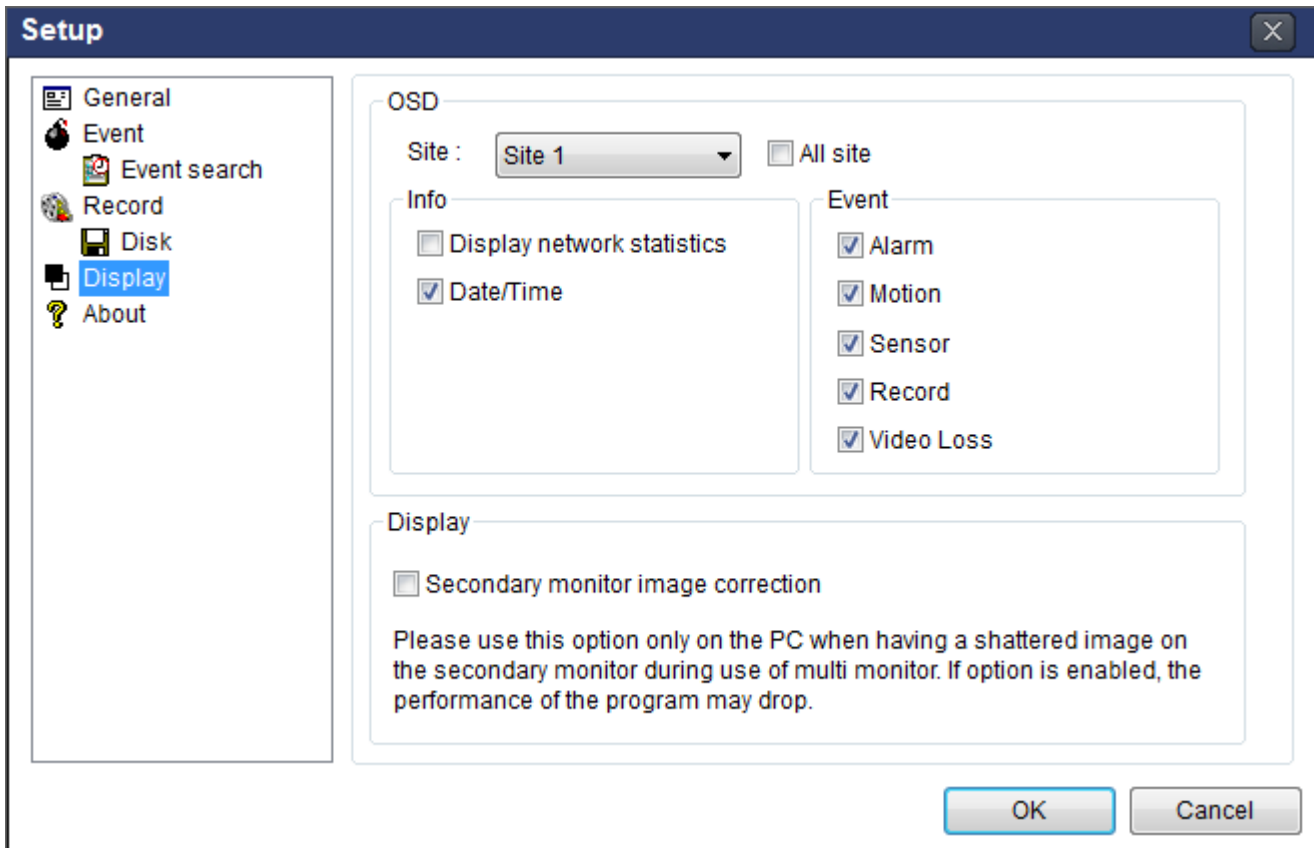 Setup
General
Event
Event search
Record
Disk
Display
About
OSD
Site :
Site 1
All site
Info
Display network statistics
Date/Time
Event
Alarm
Motion
Sensor
Record
Video Loss
Display
Secondary monitor image correction
Please use this option only on the PC when having a shattered image on
the secondary monitor during use of multi monitor. If option is enabled, the
performance of the program may drop.
OK
Cancel